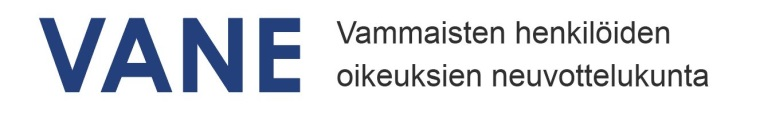 VANE
Vammaisten henkilöiden
oikeuksien neuvottelukunta